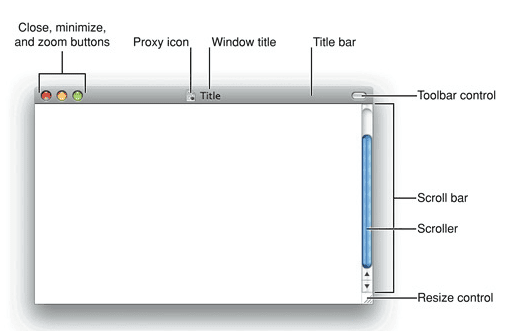 Close, minimize,
and zoom buttons
Proxy icon
Window title
Title bar
Title
Toolbar control
Scroll bar
Scroller
Resize control